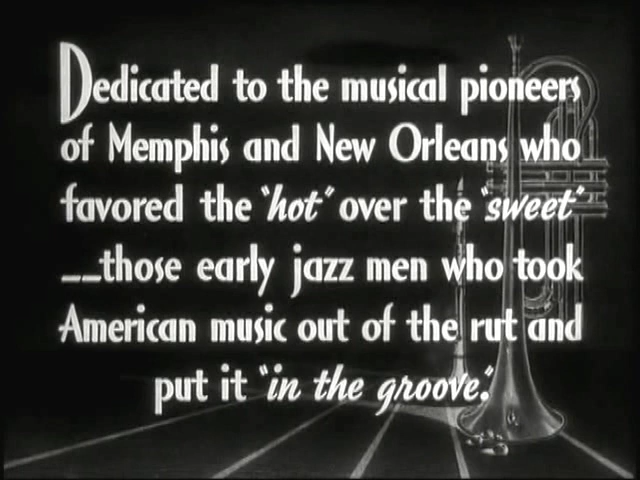 Dedicated to the musical pioneers
of Memphis and New Orleans who
favored the "hot" over the "sweet"
__those early jazz men who took
American music out of the rut and
put it "in the groove."